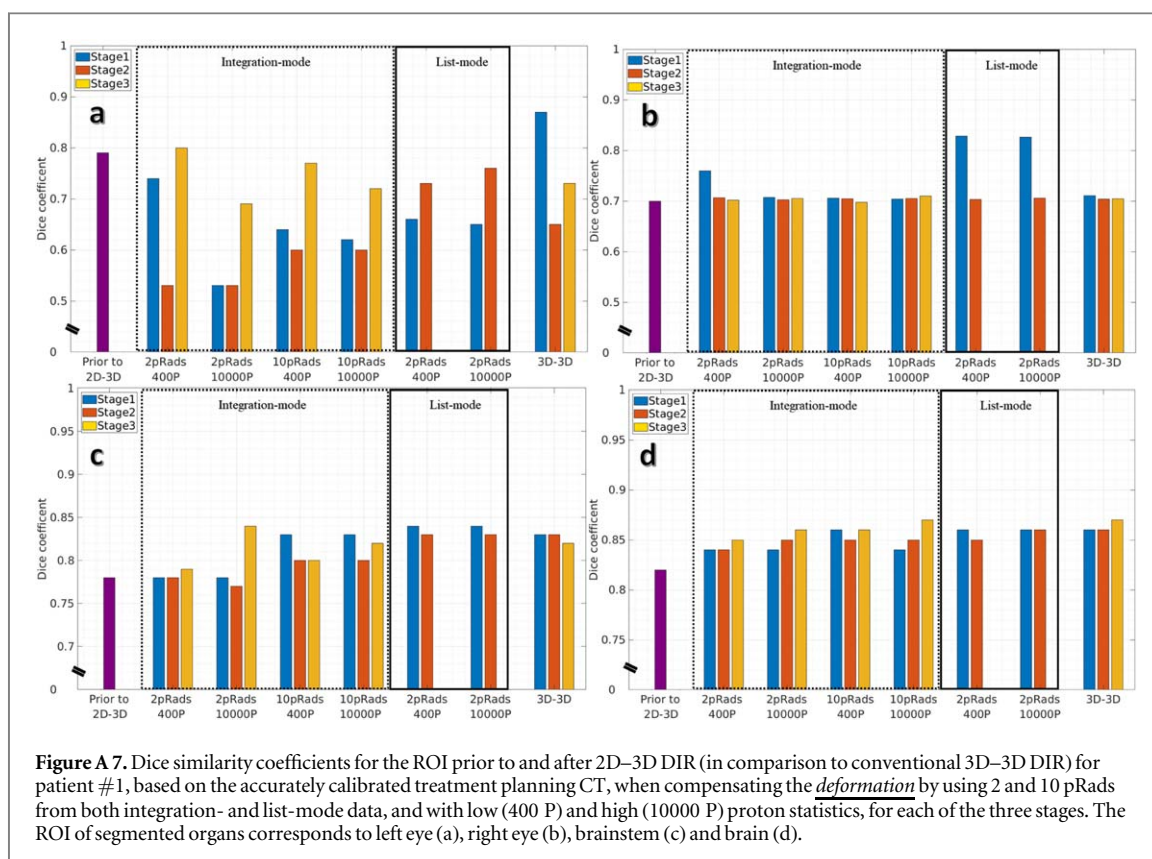 Stage1
Stage2
Stage3
Integration-mode
List-mode
a
Dice coefficent
1
0.9
0.8
0.7
0.6
0.5
0
Prior to 2pRads 2pRads 10pRads 10pRads 2pRads 2pRads 3D-3D
2D-3D 400P 10000P 400P 10000P 400P 10000P
Stage1
Stage2
Stage3
Integration-mode
List-mode
b
Dice coefficent
1
0.9
0.8
0.7
0.6
0.5
0
Prior to 2pRads 2pRads 10pRads 10pRads 2pRads 2pRads 3D-3D
2D-3D 400P 10000P 400P 10000P 400P 10000P
Stage1
Stage2
Stage3
Integration-mode
List-mode
c
Dice coefficent
1
0.95
0.9
0.85
0.8
0.75
0.7
0
Prior to 2pRads 2pRads 10pRads 10pRads 2pRads 2pRads 3D-3D
2D-3D 400P 10000P 400P 10000P 400P 10000P
Stage1
Stage2
Stage3
Integration-mode
List-mode
d
Dice coefficent
1
0.95
0.9
0.85
0.8
0.75
0
Prior to 2pRads 2pRads 10pRads 10pRads 2pRads 2pRads 3D-3D
2D-3D 400P 10000P 400P 10000P 400P 10000P
Figure A 7. Dice similarity coefficients for the ROI prior to and after 2D–3D DIR (in comparison to conventional 3D–3D DIR) for
patient #1, based on the accurately calibrated treatment planning CT, when compensating the deformation by using 2 and 10 pRads
from both integration- and list-mode data, and with low (400 P) and high (10000 P) proton statistics, for each of the three stages. The
ROI of segmented organs corresponds to left eye (a), right eye (b), brainstem (c) and brain (d).